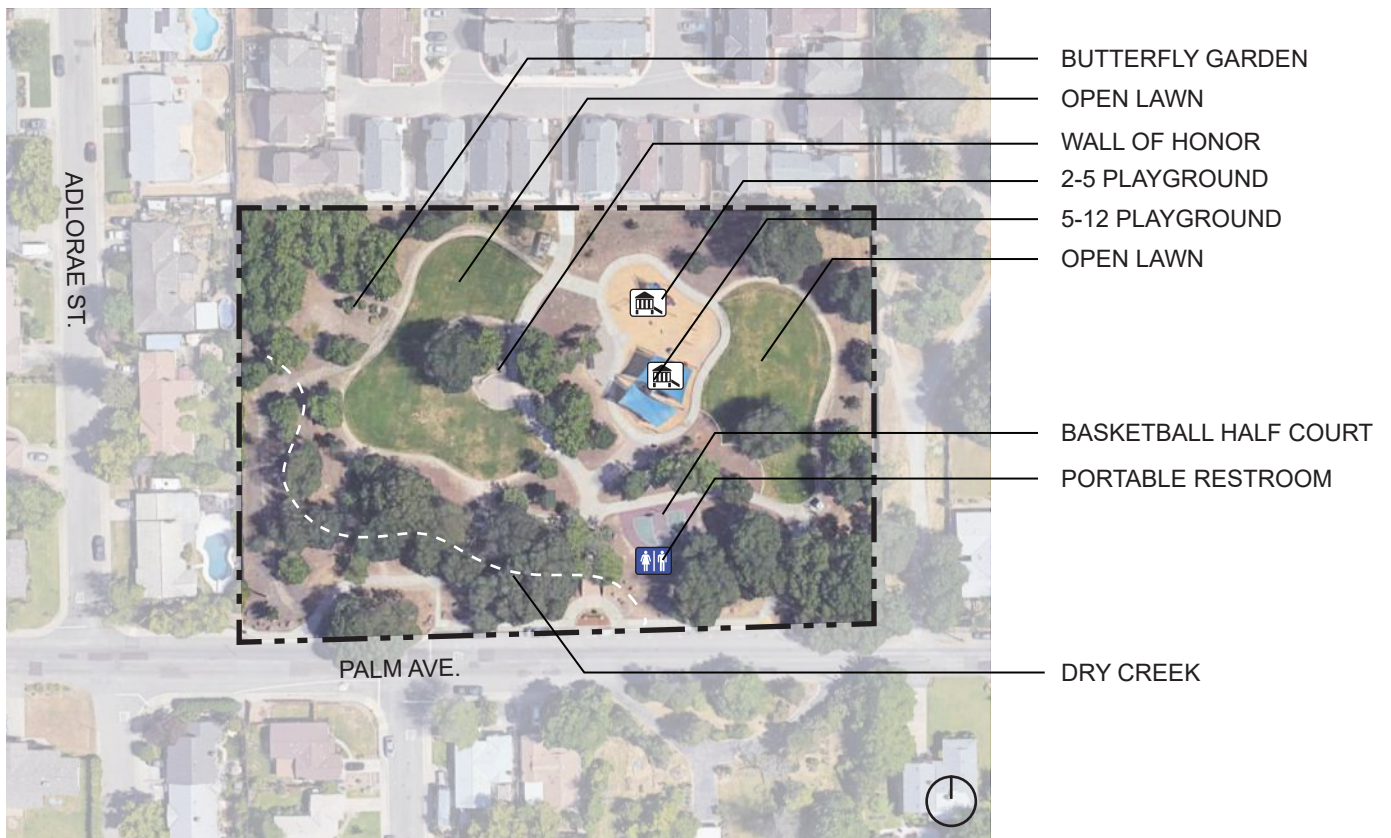 BUTTERFLY GARDEN
OPEN LAWN
WALL OF HONOR
2-5 PLAYGROUND
5-12 PLAYGROUND
OPEN LAWN
ADLORAE ST.
BASKETBALL HALF COURT
PORTABLE RESTROOM
PALM AVE.
DRY CREEK